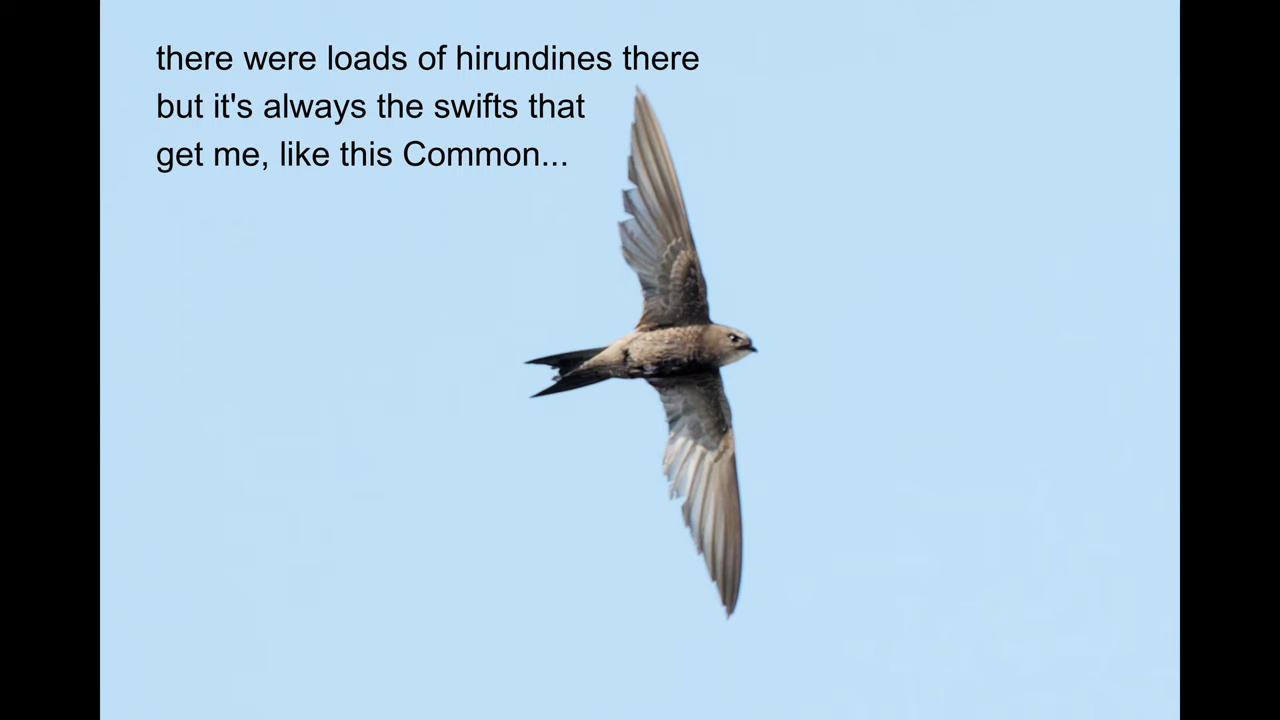 there were loads of hirundines there
but it's always the swifts that
get me, like this Common...